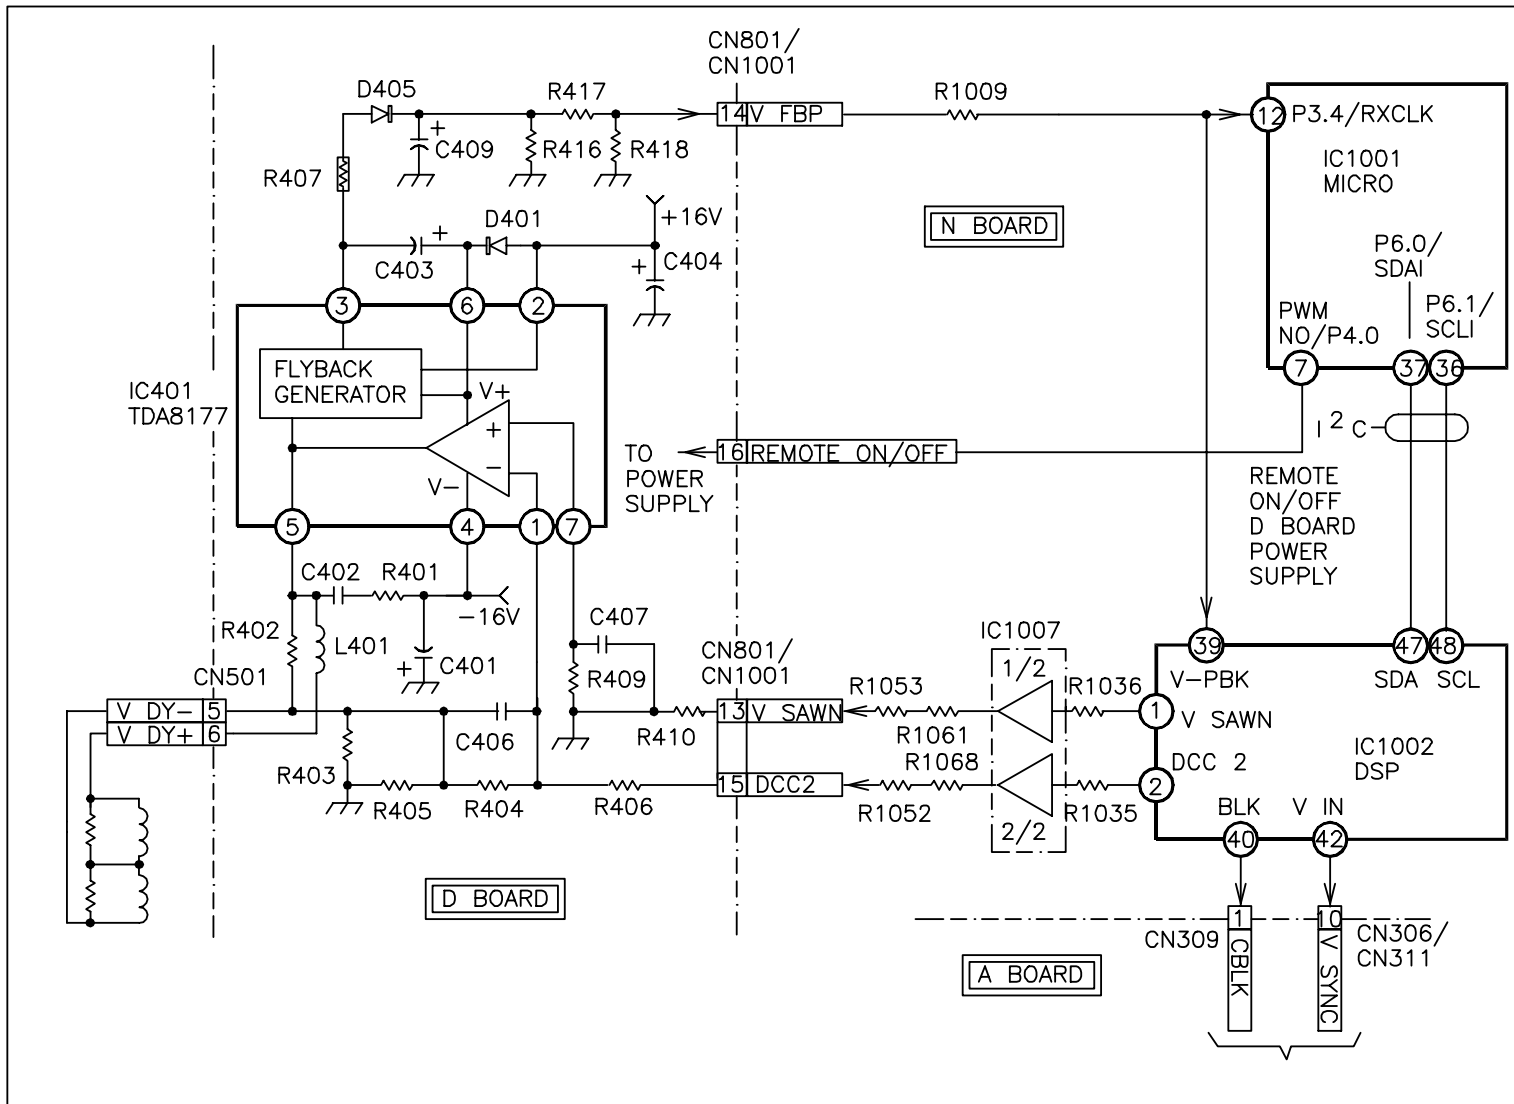 CN801/
CN1001
D405
R417
R1009
14 V FBP
12
P3.4/RXCLK
+
C409
R416
R418
R407
IC1001
MICRO
+16V
D401
N BOARD
+
C403
+
C404
P6.0/
SDAI
P6.1/
SCLI
PWM
NO/P4.0
3
6
2
7
37
36
FLYBACK
GENERATOR
IC401
TDA8177
V+
+
−
V−
I 2 C
TO
POWER
SUPPLY
16 REMOTE ON/OFF
REMOTE
ON/OFF
D BOARD
POWER
SUPPLY
5
4
1
7
C402
R401
−16V
C407
R402
L401
+
C401
R409
CN801/
CN1001
IC1007
1/2
39
47
48
V-PBK
SDA
SCL
CN501
V DY- 5
V DY+ 6
R410
13 V SAWN
R1053
R1061
R1036
1
V SAWN
C406
R403
R405
R404
R406
15 DCC2
R1068
R1052
2/2
R1035
2
DCC 2
IC1002
DSP
BLK
V IN
40
42
D BOARD
A BOARD
CN309
1
CBLK
10
V SYNC
CN306/
CN311